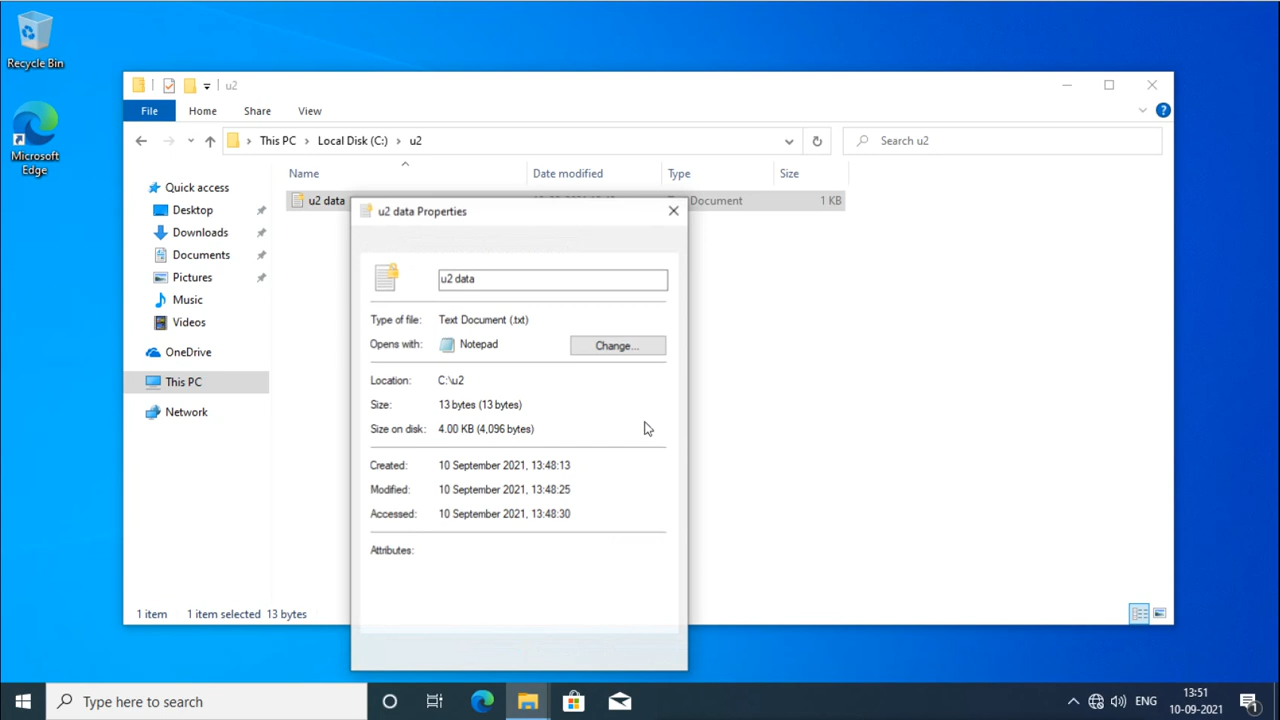 Recycle Bin
Microsoft
Edge
u2
File Home Share View
This PC Local Disk (C:) u2
Search u2
Name Date modified Type Size
u2 data Document 1 KB
Quick access
Desktop
Downloads
Documents
Pictures
Music
Videos
OneDrive
This PC
Network
u2 data Properties
u2 data
Type of file: Text Document (.txt)
Opens with: Notepad Change...
Location: C:\u2
Size: 13 bytes (13 bytes)
Size on disk: 4.00 KB (4,096 bytes)
Created: 10 September 2021, 13:48:13
Modified: 10 September 2021, 13:48:25
Accessed: 10 September 2021, 13:48:30
Attributes:
1 item 1 item selected 13 bytes
Type here to search
ENG
13:51
10-09-2021
1